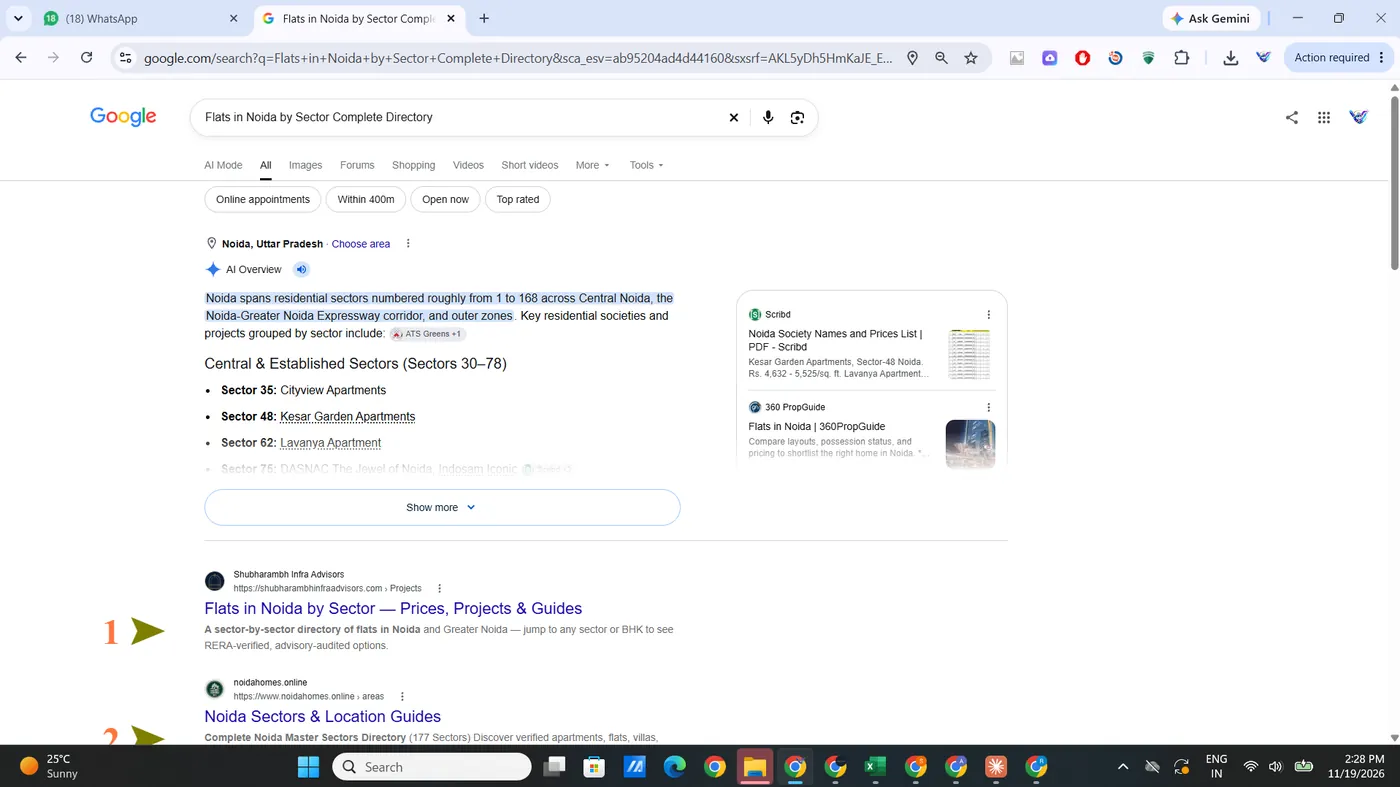 18 (18) WhatsApp
Flats in Noida by Sector Comple
Ask Gemini
google.com/search?q=Flats+in+Noida+by+Sector+Complete+Directory&sca_esv=ab95204ad4d44160&sxsrf=AKL5yDh5HmKaJE_E...
Action required
Google
Flats in Noida by Sector Complete Directory
AI Mode All Images Forums Shopping Videos Short videos More Tools
Online appointments Within 400m Open now Top rated
Noida, Uttar Pradesh · Choose area
AI Overview
Noida spans residential sectors numbered roughly from 1 to 168 across Central Noida, the
Noida-Greater Noida Expressway corridor, and outer zones. Key residential societies and
projects grouped by sector include: ATS Greens +1
Central & Established Sectors (Sectors 30–78)
• Sector 35: Cityview Apartments
• Sector 48: Kesar Garden Apartments
• Sector 62: Lavanya Apartment
• Sector 75: DASNAC The Jewel of Noida, Indosam Iconic
Show more
Scribd
Noida Society Names and Prices List |
PDF - Scribd
Kesar Garden Apartments, Sector-48 Noida.
Rs. 4,632 - 5,525/sq. ft. Lavanya Apartment...
360 PropGuide
Flats in Noida | 360PropGuide
Compare layouts, possession status, and
pricing to shortlist the right home in Noida. *...
Shubharambh Infra Advisors
https://shubharambhinfraadvisors.com › Projects
Flats in Noida by Sector — Prices, Projects & Guides
1
A sector-by-sector directory of flats in Noida and Greater Noida — jump to any sector or BHK to see
RERA-verified, advisory-audited options.
noidahomes.online
https://www.noidahomes.online › areas
Noida Sectors & Location Guides
2
Complete Noida Master Sectors Directory (177 Sectors) Discover verified apartments, flats, villas,
25°C
Sunny
Search
ENG
IN
2:28 PM
11/19/2026